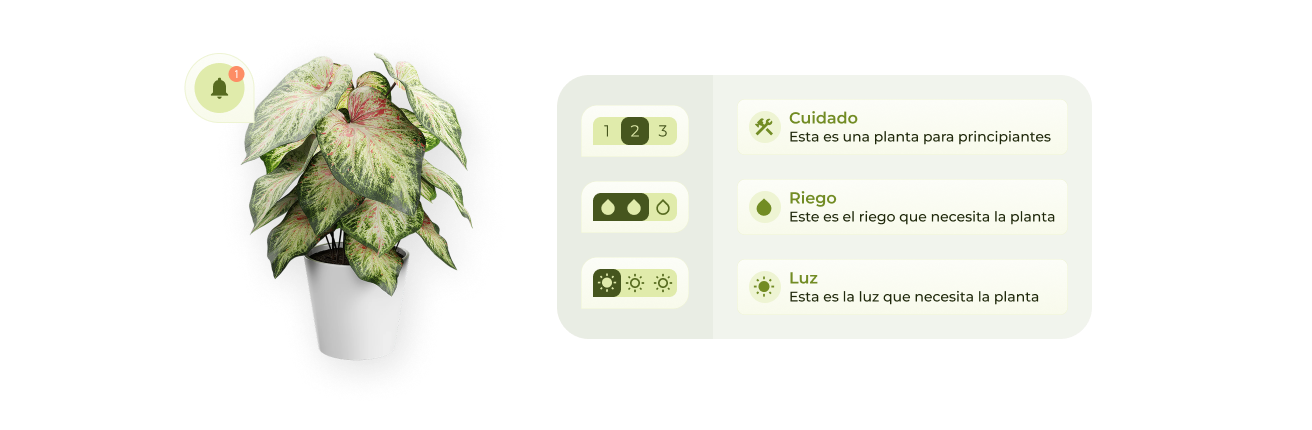 1
1 2 3
Cuidado
Esta es una planta para principiantes
Riego
Este es el riego que necesita la planta
Luz
Esta es la luz que necesita la planta